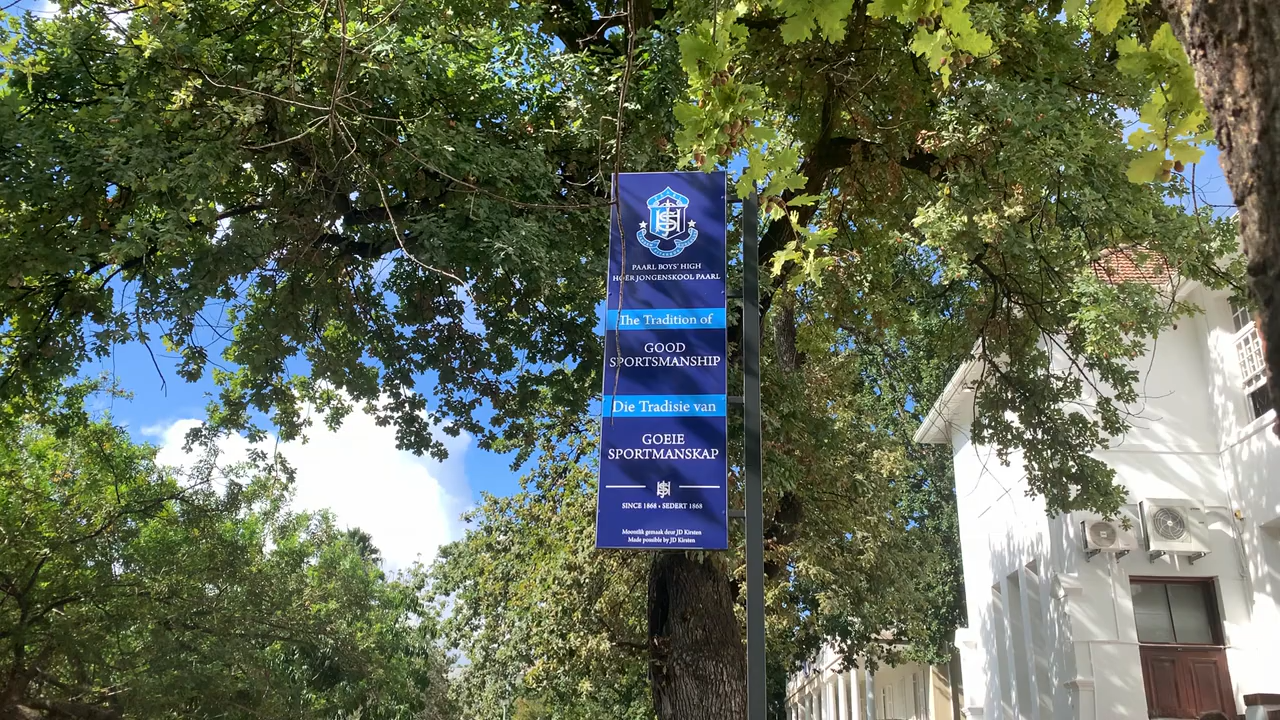 PAARL BOYS' HIGH
HOËR JONGENSKOOL PAARL
The Tradition of
GOOD
SPORTSMANSHIP
Die Tradisie van
GOEIE
SPORTMANSKAP
SINCE 1868 • SEDERT 1868
Moontlik gemaak deur JD Kirsten
Made possible by JD Kirsten